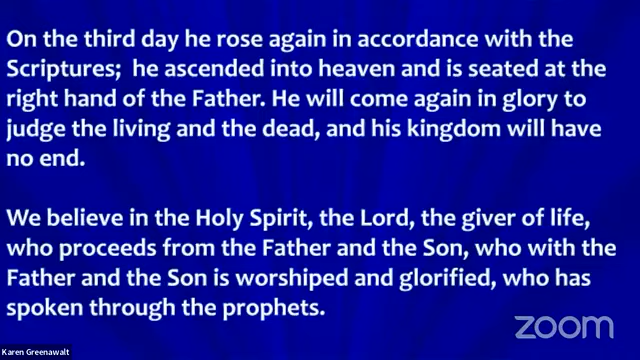 On the third day he rose again in accordance with the
Scriptures;  he ascended into heaven and is seated at the
right hand of the Father. He will come again in glory to
judge the living and the dead, and his kingdom will have
no end.
We believe in the Holy Spirit, the Lord, the giver of life,
who proceeds from the Father and the Son, who with the
Father and the Son is worshiped and glorified, who has
spoken through the prophets.
zoom
Karen Greenawalt